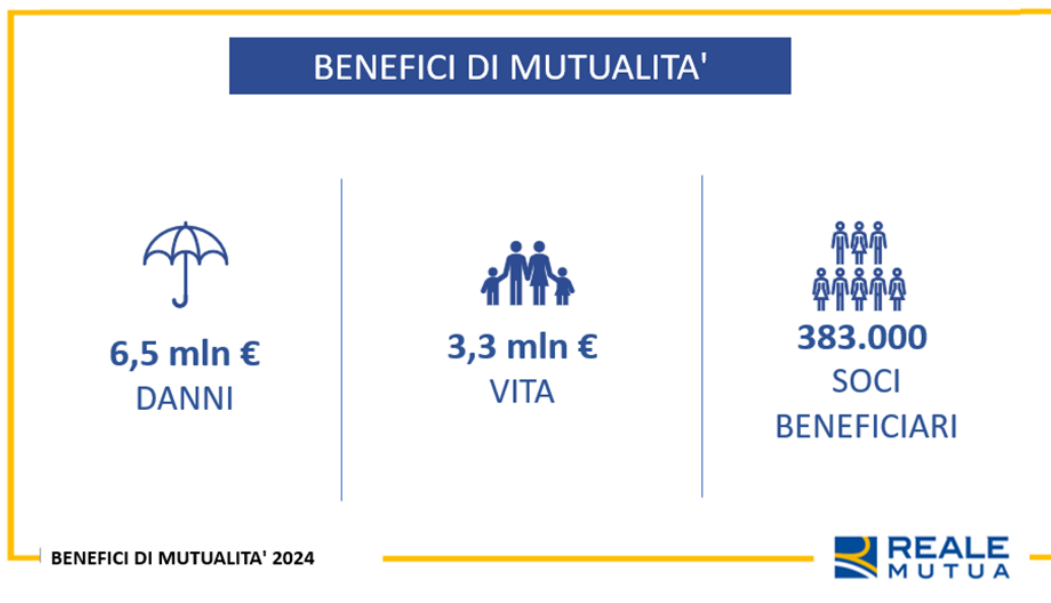 BENEFICI DI MUTUALITA'
6,5 mln €
DANNI
3,3 mln €
VITA
383.000
SOCI
BENEFICIARI
BENEFICI DI MUTUALITA' 2024
REALE
MUTUA